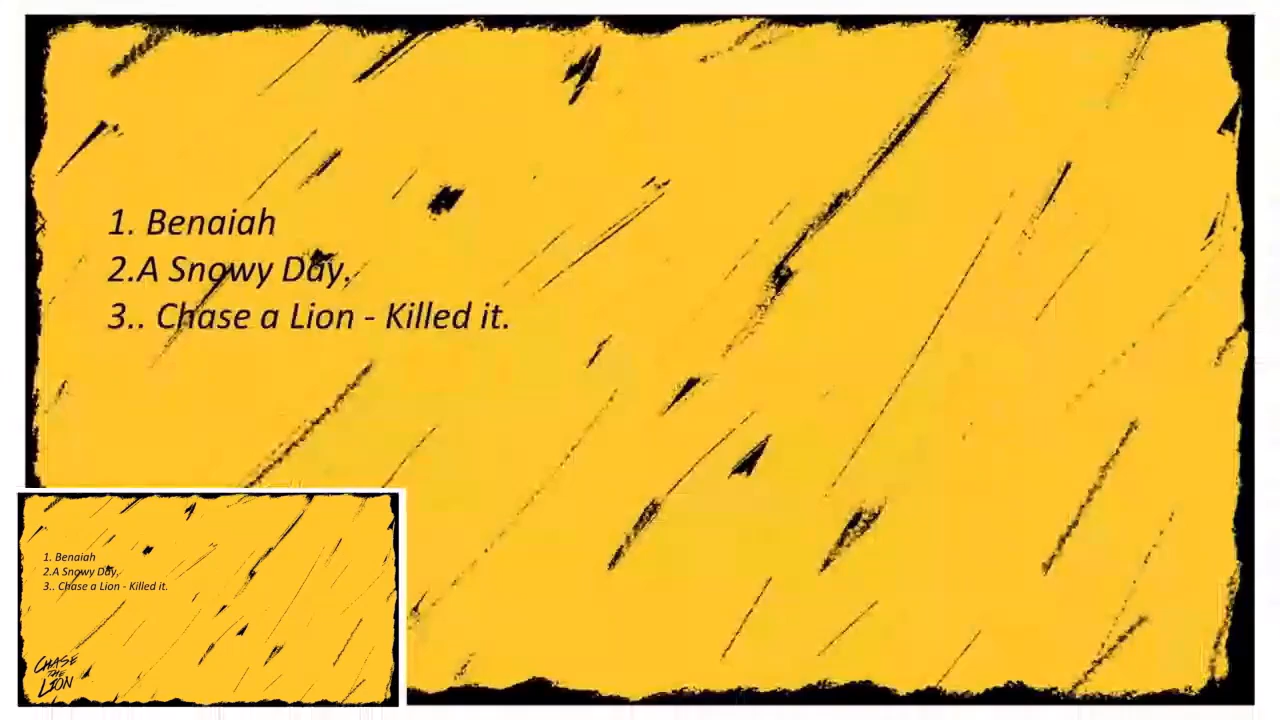 1. Benaiah
2.A Snowy Day.
3.. Chase a Lion - Killed it.
1. Benaiah
2.A Snowy Day.
3.. Chase a Lion - Killed it.
CHASE
THE
LION